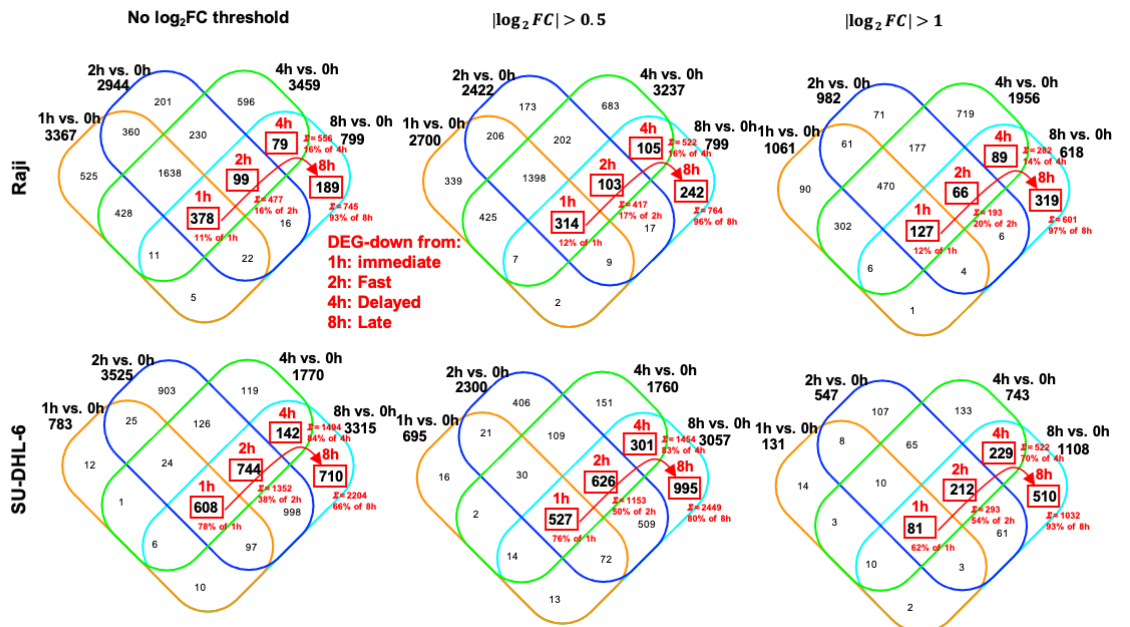 No log₂FC threshold
|log₂ FC| > 0.5
|log₂ FC| > 1
Raji
2h vs. 0h
2944
4h vs. 0h
3459
1h vs. 0h
3367
8h vs. 0h
799
201
596
360
230
4h
79
Σ = 556
16% of 4h
525
1638
2h
99
8h
189
Σ = 477
16% of 2h
Σ = 745
93% of 8h
428
1h
378
11% of 1h
16
11
22
5
DEG-down from:
1h: immediate
2h: Fast
4h: Delayed
8h: Late
2h vs. 0h
2422
4h vs. 0h
3237
1h vs. 0h
2700
8h vs. 0h
799
173
683
206
202
4h
105
Σ = 522
16% of 4h
339
1398
2h
103
8h
242
Σ = 417
17% of 2h
Σ = 764
96% of 8h
425
1h
314
12% of 1h
17
7
9
2
2h vs. 0h
982
4h vs. 0h
1956
1h vs. 0h
1061
8h vs. 0h
618
71
719
61
177
4h
89
Σ = 282
14% of 4h
90
470
2h
66
8h
319
Σ = 193
20% of 2h
Σ = 601
97% of 8h
302
1h
127
12% of 1h
6
6
4
1
SU-DHL-6
2h vs. 0h
3525
4h vs. 0h
1770
1h vs. 0h
783
8h vs. 0h
3315
903
119
25
126
4h
142
Σ = 1494
84% of 4h
12
24
2h
744
8h
710
Σ = 1352
38% of 2h
Σ = 2204
66% of 8h
1
1h
608
78% of 1h
998
6
97
10
2h vs. 0h
2300
4h vs. 0h
1760
1h vs. 0h
695
8h vs. 0h
3057
406
151
21
109
4h
301
Σ = 1454
83% of 4h
16
30
2h
626
8h
995
Σ = 1153
50% of 2h
Σ = 2449
80% of 8h
2
1h
527
76% of 1h
509
14
72
13
2h vs. 0h
547
4h vs. 0h
743
1h vs. 0h
131
8h vs. 0h
1108
107
133
8
65
4h
229
Σ = 522
70% of 4h
14
10
2h
212
8h
510
Σ = 293
54% of 2h
Σ = 1032
93% of 8h
3
1h
81
62% of 1h
61
10
3
2